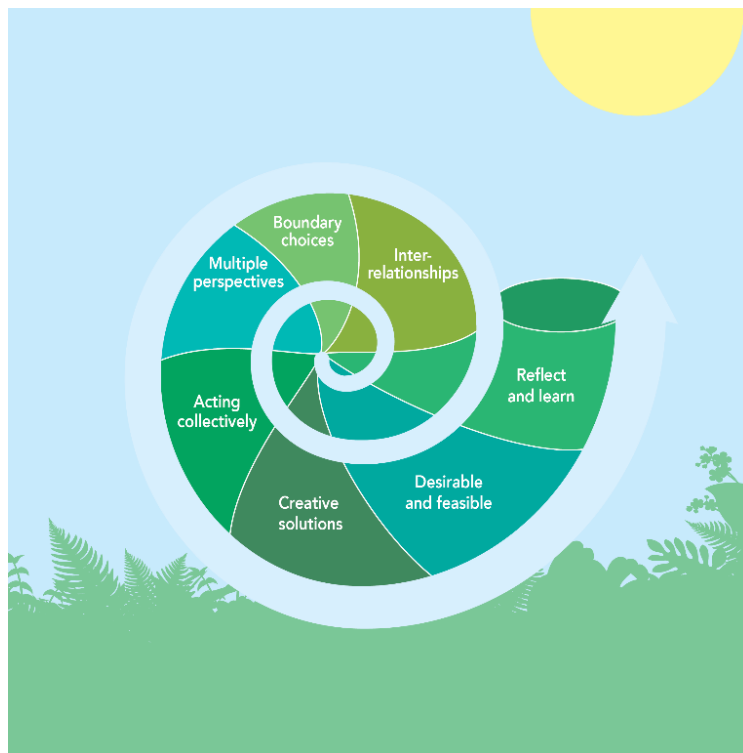 Boundary
choices
Inter-
relationships
Multiple
perspectives
Acting
collectively
Creative
solutions
Desirable
and feasible
Reflect
and learn